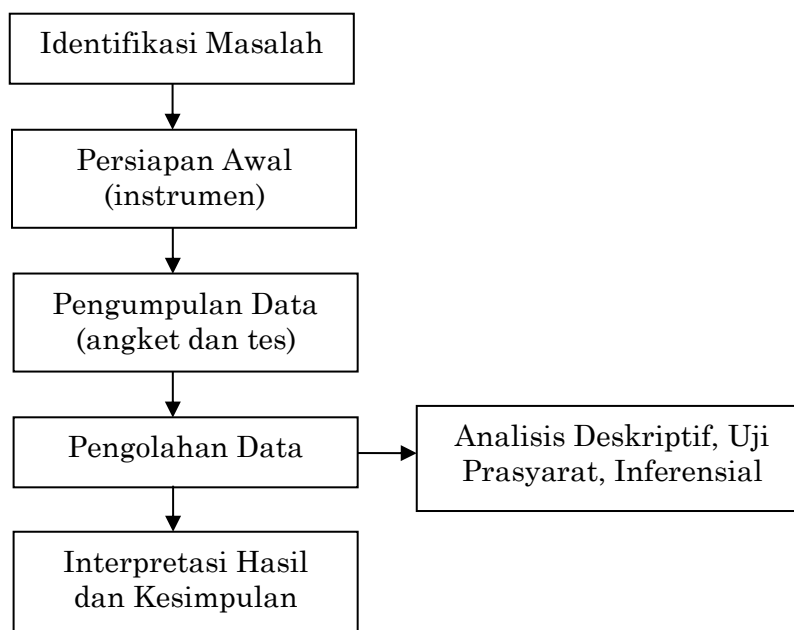 Identifikasi Masalah
Persiapan Awal
(instrumen)
Pengumpulan Data
(angket dan tes)
Pengolahan Data
Analisis Deskriptif, Uji
Prasyarat, Inferensial
Interpretasi Hasil
dan Kesimpulan